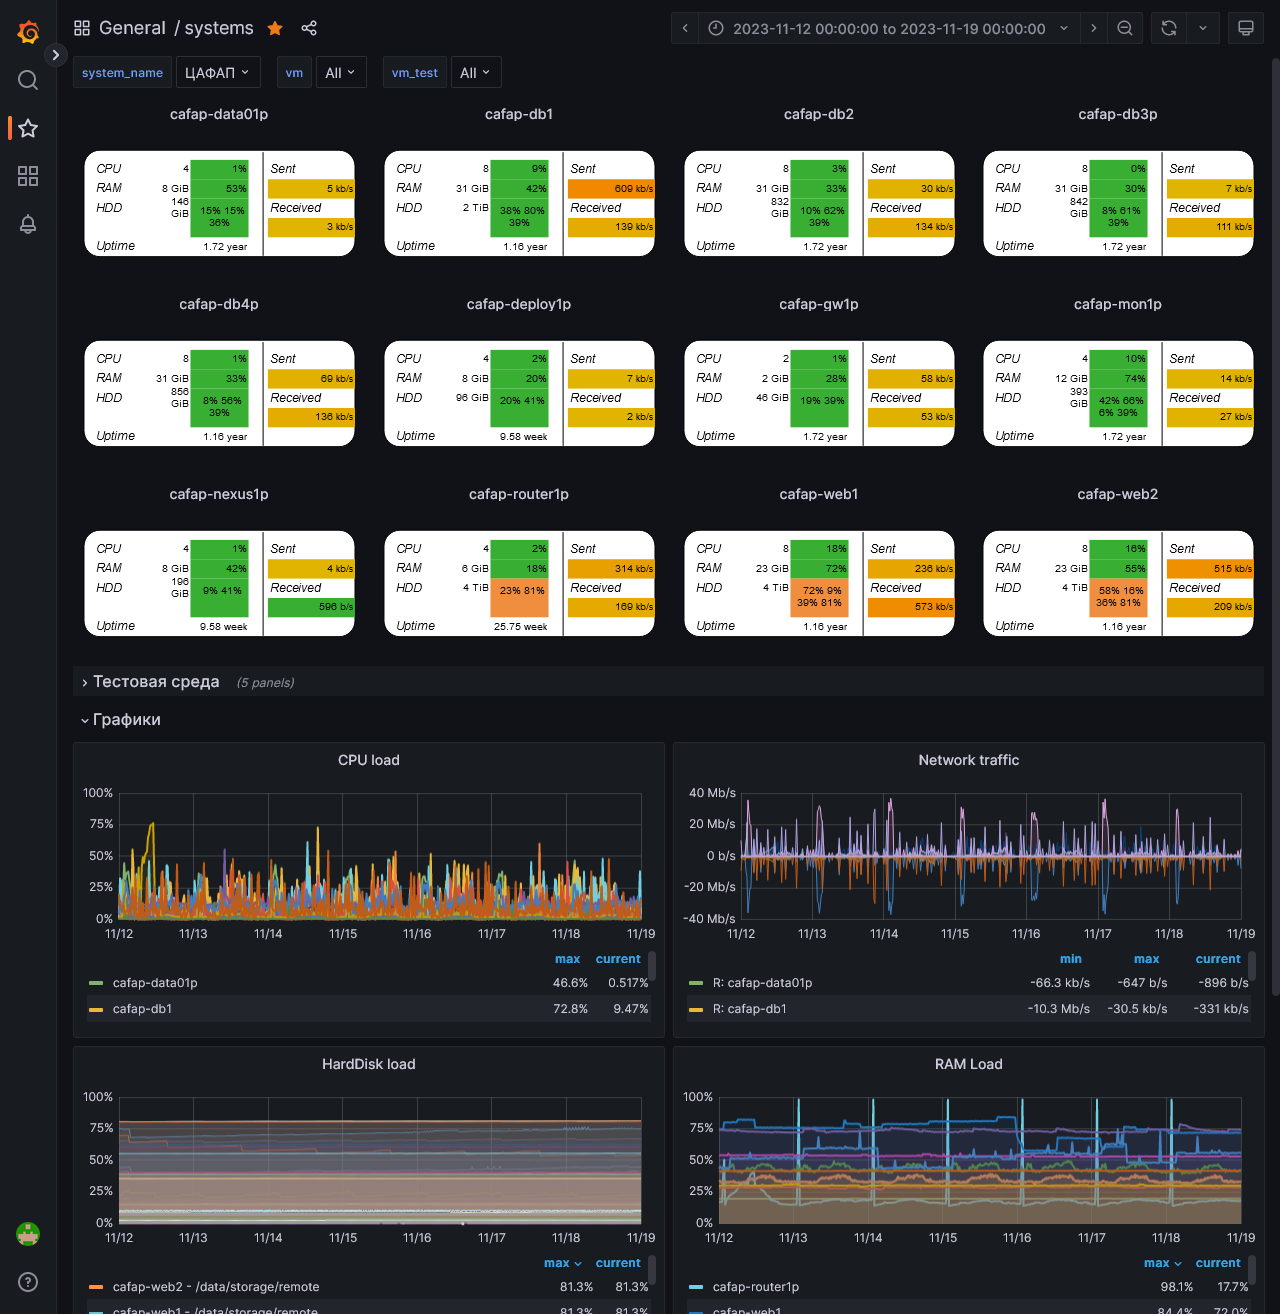 General / systems
2023-11-12 00:00:00 to 2023-11-19 00:00:00
system_name ЦАФАП vm All vm_test All
cafap-data01p cafap-db1 cafap-db2 cafap-db3p
CPU 4 1% Sent CPU 8 9% Sent CPU 8 3% Sent CPU 8 0% Sent
RAM 8 GiB 53% 5 kb/s RAM 31 GiB 42% 609 kb/s RAM 31 GiB 33% 30 kb/s RAM 31 GiB 30% 7 kb/s
HDD 146 GiB 15% 15% 36% Received HDD 2 TiB 38% 80% 39% Received HDD 832 GiB 10% 62% 39% Received HDD 842 GiB 8% 61% 39% Received
3 kb/s 139 kb/s 134 kb/s 111 kb/s
Uptime 1.72 year Uptime 1.16 year Uptime 1.72 year Uptime 1.72 year
cafap-db4p cafap-deploy1p cafap-gw1p cafap-mon1p
CPU 8 1% Sent CPU 4 2% Sent CPU 2 1% Sent CPU 4 10% Sent
RAM 31 GiB 33% 69 kb/s RAM 8 GiB 20% 7 kb/s RAM 2 GiB 28% 58 kb/s RAM 12 GiB 74% 14 kb/s
HDD 856 GiB 8% 56% 39% Received HDD 96 GiB 20% 41% Received HDD 46 GiB 19% 39% Received HDD 393 GiB 42% 66% 6% 39% Received
136 kb/s 2 kb/s 53 kb/s 27 kb/s
Uptime 1.16 year Uptime 9.58 week Uptime 1.72 year Uptime 1.72 year
cafap-nexus1p cafap-router1p cafap-web1 cafap-web2
CPU 4 1% Sent CPU 4 2% Sent CPU 8 18% Sent CPU 8 16% Sent
RAM 8 GiB 42% 4 kb/s RAM 6 GiB 18% 314 kb/s RAM 23 GiB 72% 236 kb/s RAM 23 GiB 55% 515 kb/s
HDD 196 GiB 9% 41% Received HDD 4 TiB 23% 81% Received HDD 4 TiB 72% 9% 39% 81% Received HDD 4 TiB 58% 16% 36% 81% Received
596 b/s 169 kb/s 573 kb/s 209 kb/s
Uptime 9.58 week Uptime 25.75 week Uptime 1.16 year Uptime 1.16 year
Тестовая среда (5 panels)
Графики
CPU load
100%
75%
50%
25%
0%
11/12 11/13 11/14 11/15 11/16 11/17 11/18 11/19
max current
cafap-data01p 46.6% 0.517%
cafap-db1 72.8% 9.47%
Network traffic
40 Mb/s
20 Mb/s
0 b/s
-20 Mb/s
-40 Mb/s
11/12 11/13 11/14 11/15 11/16 11/17 11/18 11/19
min max current
R: cafap-data01p -66.3 kb/s -647 b/s -896 b/s
R: cafap-db1 -10.3 Mb/s -30.5 kb/s -331 kb/s
HardDisk load
100%
75%
50%
25%
0%
11/12 11/13 11/14 11/15 11/16 11/17 11/18 11/19
max current
cafap-web2 - /data/storage/remote 81.3% 81.3%
cafap-web1 - /data/storage/remote 81.3% 81.3%
RAM Load
100%
75%
50%
25%
0%
11/12 11/13 11/14 11/15 11/16 11/17 11/18 11/19
max current
cafap-router1p 98.1% 17.7%
cafap-web1 84.4% 72.0%